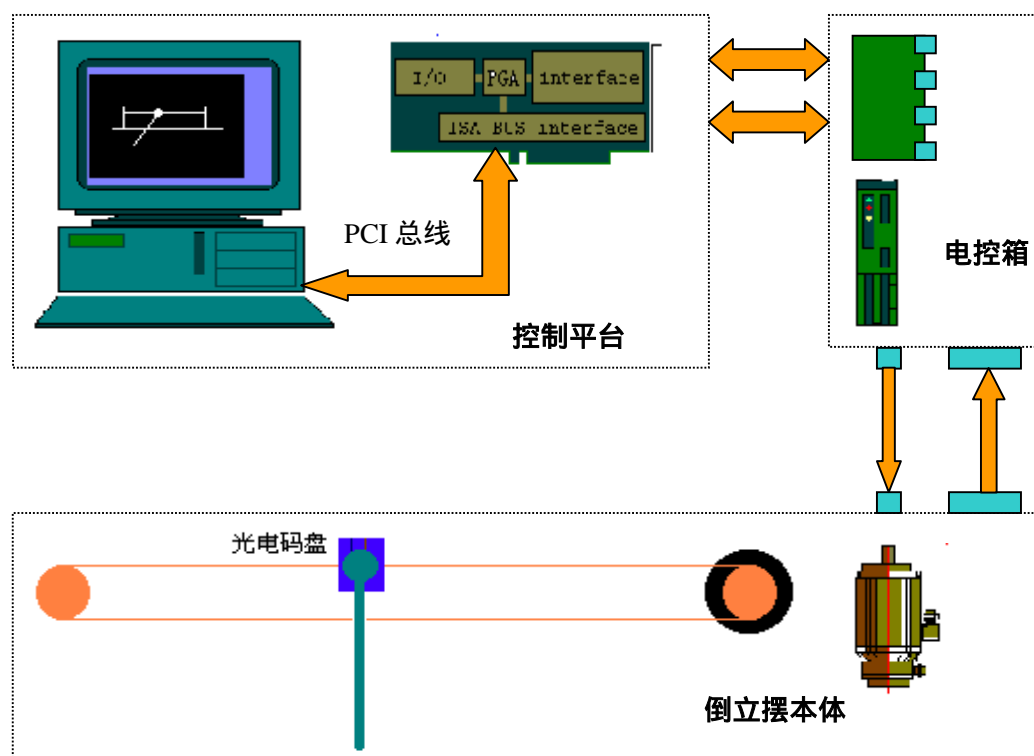 I/O
PGA
interface
ISA BUS interface
PCI 总线
控制平台
电控箱
光电码盘
倒立摆本体